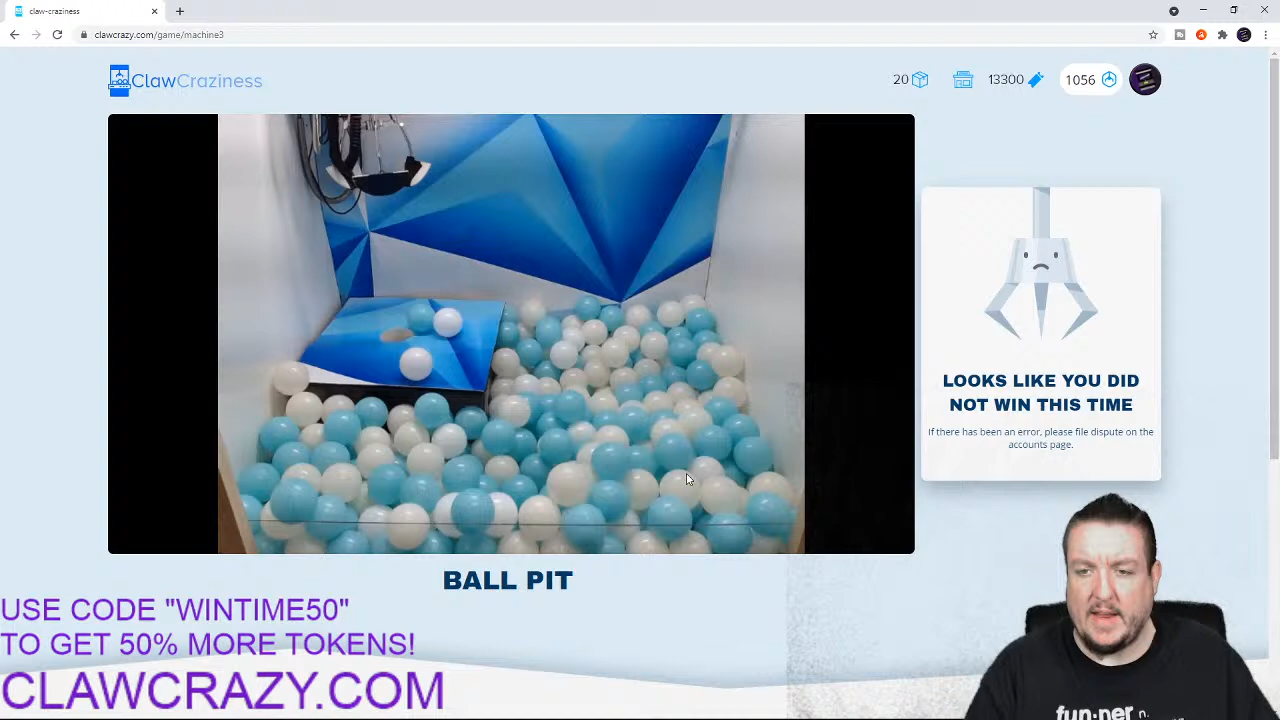 claw-craziness
clawcrazy.com/game/machine3
ClawCraziness
20
13300
1056
LOOKS LIKE YOU DID
NOT WIN THIS TIME
If there has been an error, please file dispute on the
accounts page.
BALL PIT
USE CODE "WINTIME50"
TO GET 50% MORE TOKENS!
CLAWCRAZY.COM
fun·ner n.